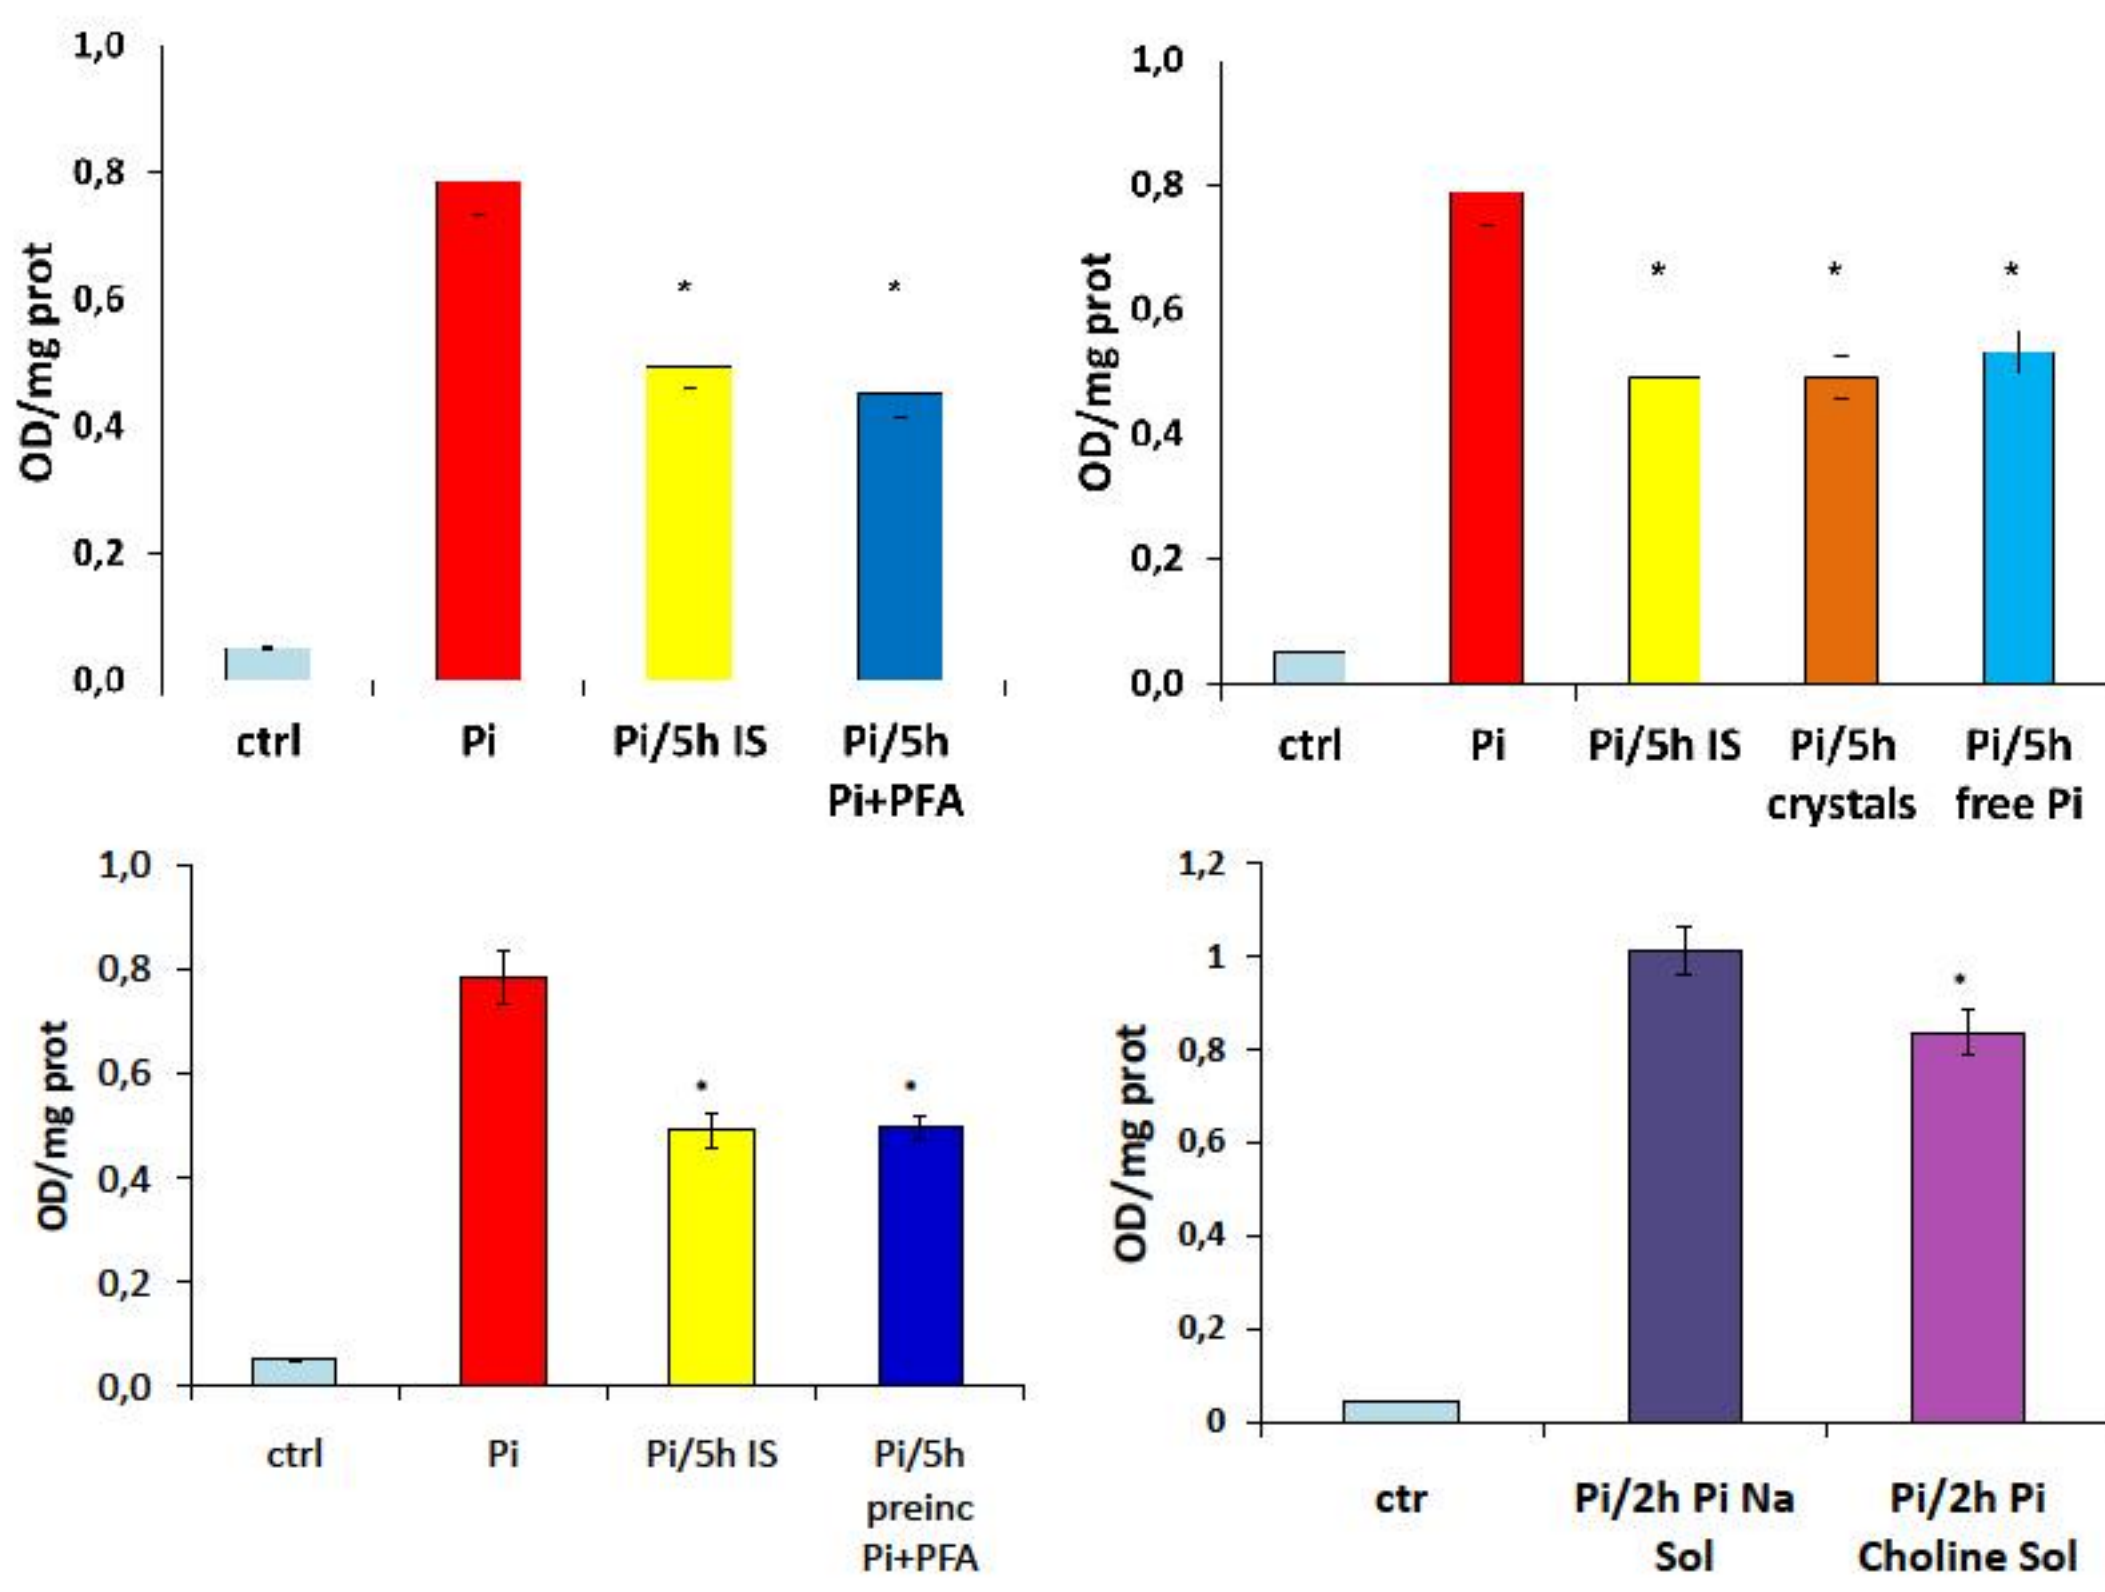 1,0
0,8
0,6
0,4
0,2
0,0
OD/mg prot
*
*
ctrl
Pi
Pi/5h IS
Pi/5h
Pi+PFA
1,0
0,8
0,6
0,4
0,2
0,0
OD/mg prot
*
*
*
ctrl
Pi
Pi/5h IS
Pi/5h
crystals
Pi/5h
free Pi
1,0
0,8
0,6
0,4
0,2
0,0
OD/mg prot
*
*
ctrl
Pi
Pi/5h IS
Pi/5h
preinc
Pi+PFA
1,2
1
0,8
0,6
0,4
0,2
0
OD/mg prot
*
ctr
Pi/2h Pi Na
Sol
Pi/2h Pi
Choline Sol